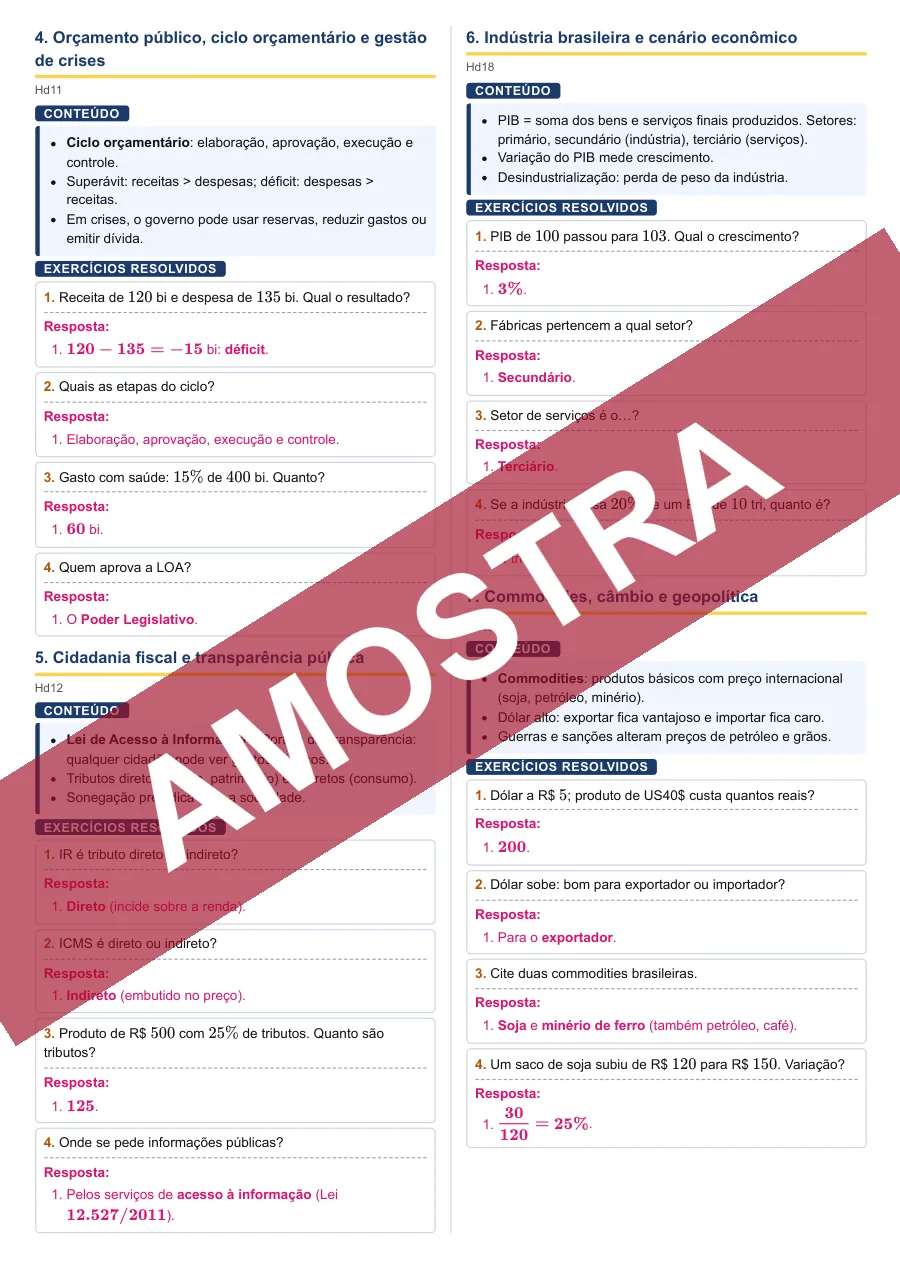 4. Orçamento público, ciclo orçamentário e gestão
de crises
Hd11
CONTEÚDO
• Ciclo orçamentário: elaboração, aprovação, execução e
controle.
• Superávit: receitas > despesas; déficit: despesas >
receitas.
• Em crises, o governo pode usar reservas, reduzir gastos ou
emitir dívida.
EXERCÍCIOS RESOLVIDOS
1. Receita de 120 bi e despesa de 135 bi. Qual o resultado?
Resposta:
1. 120 − 135 = −15 bi: déficit.
2. Quais as etapas do ciclo?
Resposta:
1. Elaboração, aprovação, execução e controle.
3. Gasto com saúde: 15% de 400 bi. Quanto?
Resposta:
1. 60 bi.
4. Quem aprova a LOA?
Resposta:
1. O Poder Legislativo.
5. Cidadania fiscal e transparência pública
Hd12
CONTEÚDO
• Lei de Acesso à transparência:
qualquer pode ver
• Tributos (consumo).
• Sonegação
EXERCÍCIOS RESOLVIDOS
1. IR é tributo direto indireto?
Resposta:
1. Direto (incide sobre a renda).
2. ICMS é direto ou indireto?
Resposta:
1. Indireto (embutido no preço).
3. Produto de R$ 500 com 25% de tributos. Quanto são
tributos?
Resposta:
1. 125.
4. Onde se pede informações públicas?
Resposta:
1. Pelos serviços de acesso à informação (Lei
12.527/2011).
6. Indústria brasileira e cenário econômico
Hd18
CONTEÚDO
• PIB = soma dos bens e serviços finais produzidos. Setores:
primário, secundário (indústria), terciário (serviços).
• Variação do PIB mede crescimento.
• Desindustrialização: perda de peso da indústria.
EXERCÍCIOS RESOLVIDOS
1. PIB de 100 passou para 103. Qual o crescimento?
Resposta:
1. 3%.
2. Fábricas pertencem a qual setor?
Resposta:
1. Secundário.
3. Setor de serviços é o…?
Resposta:
1. Terciário.
4. Se a 20% um de 10 tri, quanto é?
Commodities, câmbio e geopolítica
CONTEÚDO
• Commodities: produtos básicos com preço internacional
(soja, petróleo, minério).
• Dólar alto: exportar fica vantajoso e importar fica caro.
• Guerras e sanções alteram preços de petróleo e grãos.
EXERCÍCIOS RESOLVIDOS
1. Dólar a R$ 5; produto de US40$ custa quantos reais?
Resposta:
1. 200.
2. Dólar sobe: bom para exportador ou importador?
Resposta:
1. Para o exportador.
3. Cite duas commodities brasileiras.
Resposta:
1. Soja e minério de ferro (também petróleo, café).
4. Um saco de soja subiu de R$ 120 para R$ 150. Variação?
Resposta:
1. 30/120 = 25%.
AMOSTRA